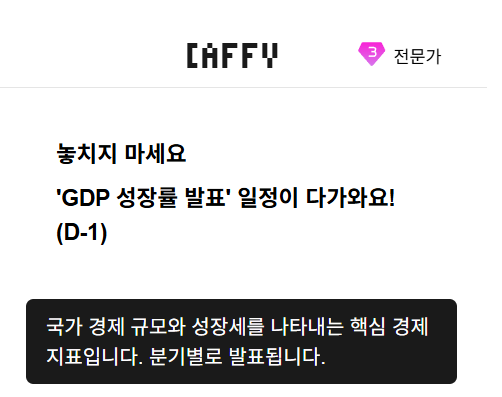 CAFFY
3 전문가
놓치지 마세요
'GDP 성장률 발표' 일정이 다가와요!
(D-1)
국가 경제 규모와 성장세를 나타내는 핵심 경제
지표입니다. 분기별로 발표됩니다.